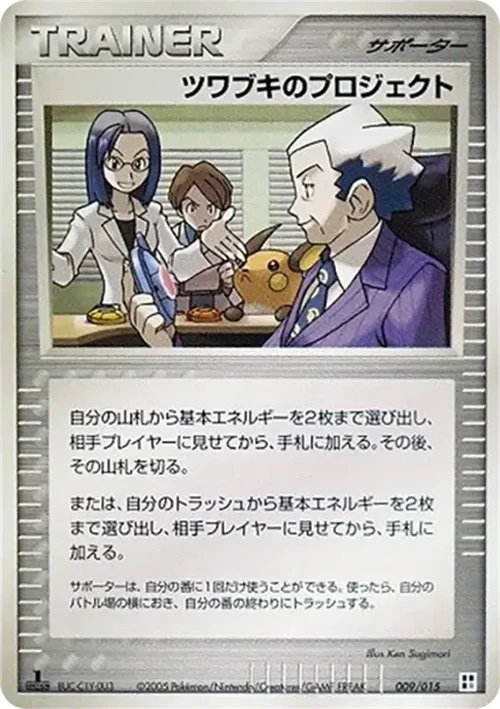 TRAINER
サポーター
ツワブキのプロジェクト
自分の山札から基本エネルギーを2枚まで選び出し、
相手プレイヤーに見せてから、手札に加える。その後、
その山札を切る。
または、自分のトラッシュから基本エネルギーを2枚
まで選び出し、相手プレイヤーに見せてから、手札に
加える。
サポーターは、自分の番に1回だけ使うことができる。使ったら、自分の
バトル場の横におき、自分の番の終わりにトラッシュする。
Illus. Ken Sugimori
1
©2005 Pokémon/Nintendo/Creatures/GAME FREAK
009/015